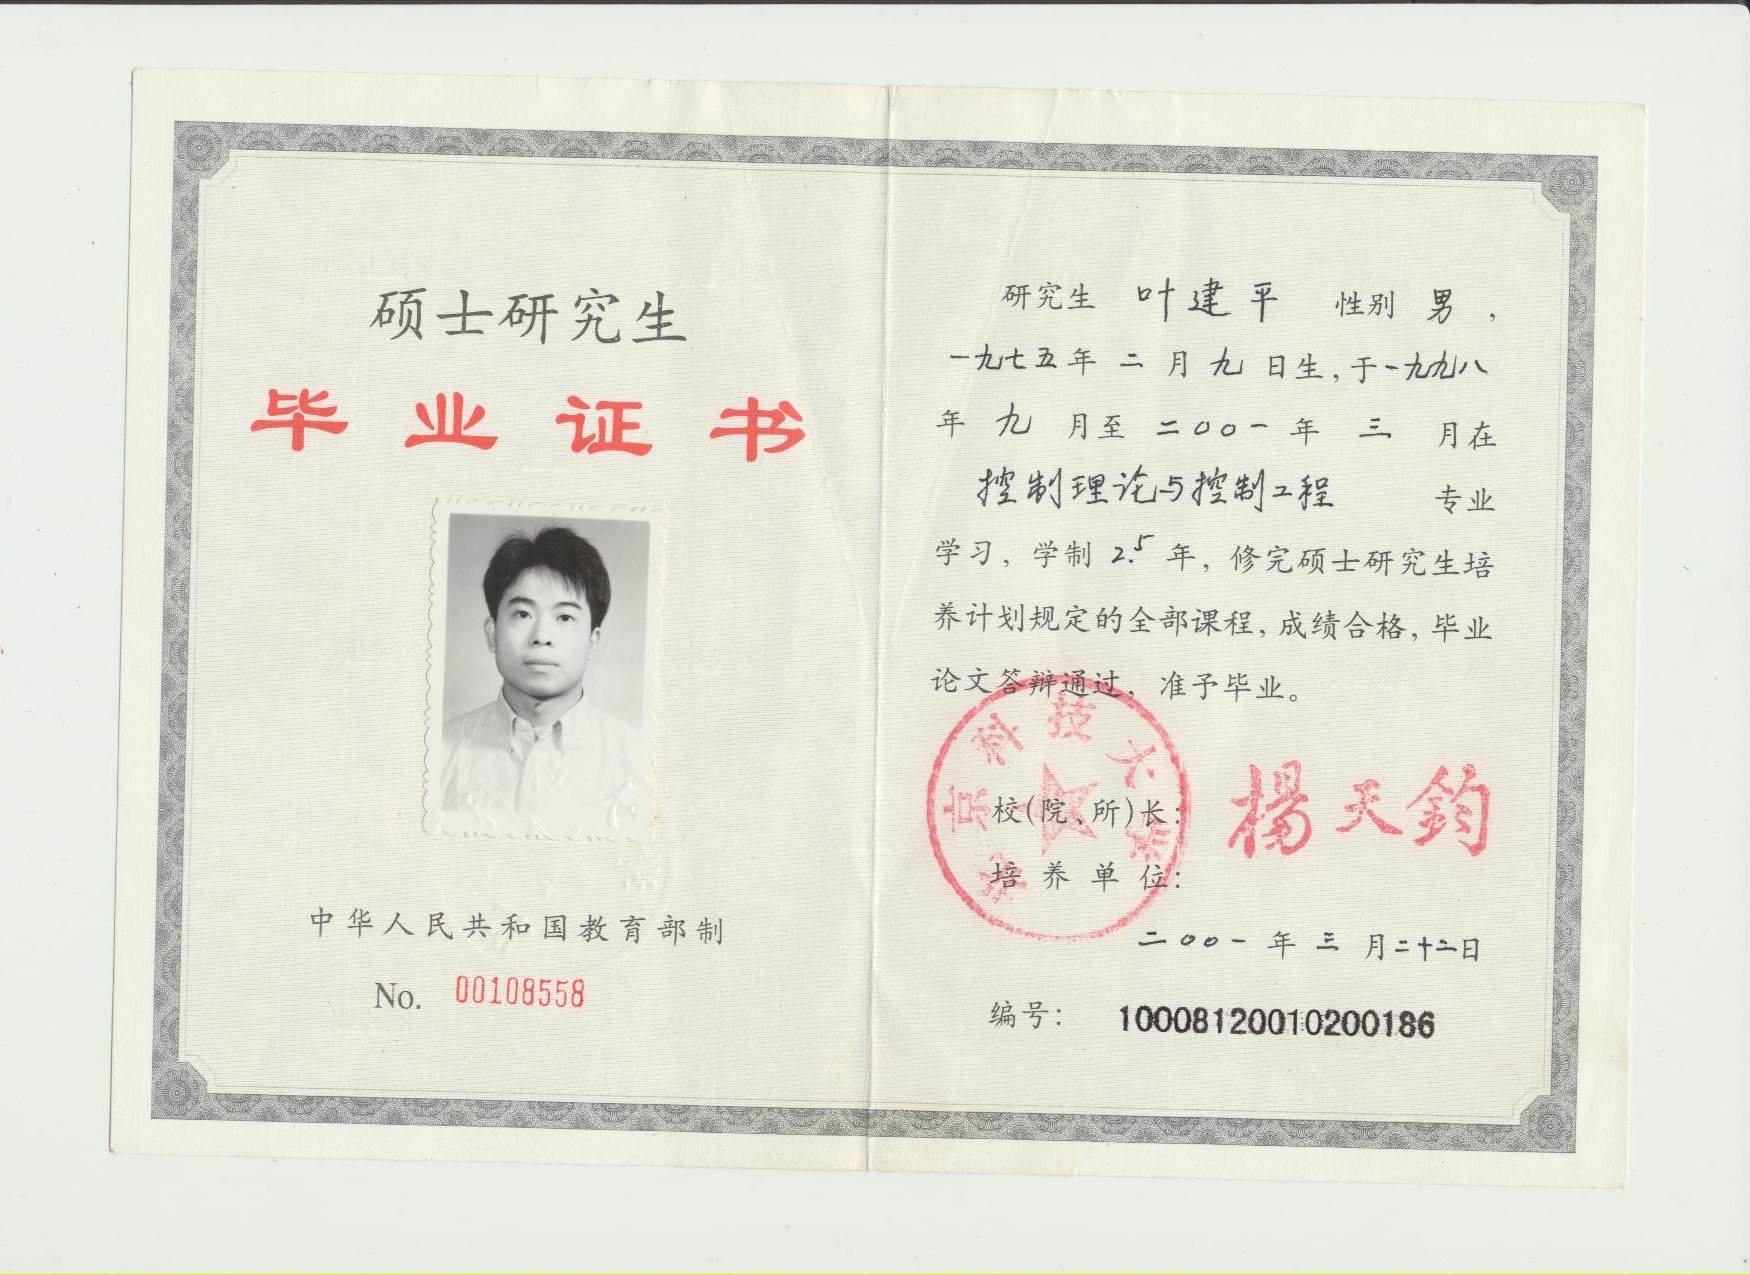 硕士研究生
毕业证书
中华人民共和国教育部制
No. 00108558
研究生 叶建平 性别 男，
一九七五年 二 月 九 日生，于一九九八
年 九 月至 二〇〇一 年 三 月在
控制理论与控制工程 专业
学习，学制 2.5 年，修完硕士研究生培
养计划规定的全部课程，成绩合格，毕业
论文答辩通过，准予毕业。
北京科技大学
校(院、所)长： 楊天鈞
培养单位：
二〇〇一 年 三 月二十二日
编号： 10008120010200186